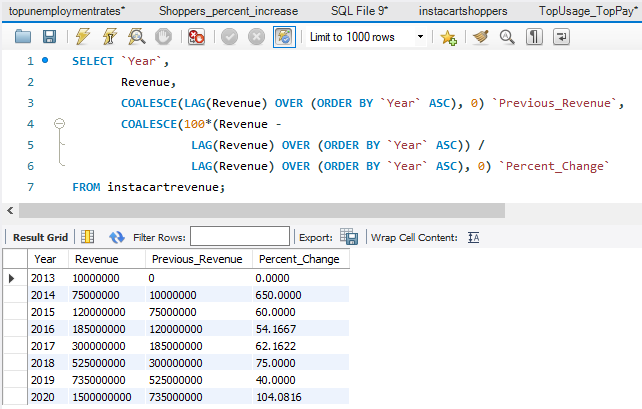 topunemploymentrates* Shoppers_percent_increase SQL File 9* instacartshoppers TopUsage_TopPay*
Limit to 1000 rows
1 SELECT `Year`,
2 Revenue,
3 COALESCE(LAG(Revenue) OVER (ORDER BY `Year` ASC), 0) `Previous_Revenue`,
4 COALESCE(100*(Revenue -
5 LAG(Revenue) OVER (ORDER BY `Year` ASC)) /
6 LAG(Revenue) OVER (ORDER BY `Year` ASC), 0) `Percent_Change`
7 FROM instacartrevenue;
Result Grid Filter Rows: Export: Wrap Cell Content:
Year Revenue Previous_Revenue Percent_Change
2013 10000000 0 0.0000
2014 75000000 10000000 650.0000
2015 120000000 75000000 60.0000
2016 185000000 120000000 54.1667
2017 300000000 185000000 62.1622
2018 525000000 300000000 75.0000
2019 735000000 525000000 40.0000
2020 1500000000 735000000 104.0816